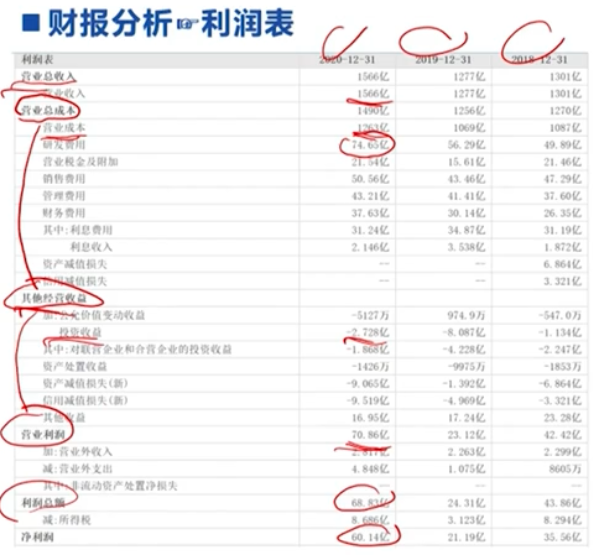 ■财报分析☞利润表
利润表 2020-12-31 2019-12-31 2018-12-31
营业总收入 1566亿 1277亿 1301亿
营业收入 1566亿 1277亿 1301亿
营业总成本 1490亿 1256亿 1270亿
营业成本 1263亿 1069亿 1087亿
研发费用 74.65亿 56.29亿 49.89亿
营业税金及附加 21.54亿 15.61亿 21.46亿
销售费用 50.56亿 43.46亿 47.29亿
管理费用 43.21亿 41.41亿 37.60亿
财务费用 37.63亿 30.14亿 26.35亿
其中:利息费用 31.24亿 34.87亿 31.19亿
利息收入 2.146亿 3.538亿 1.872亿
资产减值损失 -- -- 6.864亿
信用减值损失 -- -- 3.321亿
其他经营收益
加:公允价值变动收益 -5127万 974.9万 -547.0万
投资收益 -2.728亿 -8.087亿 -1.134亿
其中:对联营企业和合营企业的投资收益 -1.868亿 -4.228亿 -2.247亿
资产处置收益 -1426万 -9975万 -1853万
资产减值损失(新) -9.065亿 -1.392亿 -6.864亿
信用减值损失(新) -9.519亿 -4.969亿 -3.321亿
其他收益 16.95亿 17.24亿 23.28亿
营业利润 70.86亿 23.12亿 42.42亿
加:营业外收入 2.263亿 2.299亿
减:营业外支出 4.848亿 1.075亿 8605万
其中:非流动资产处置净损失 -- -- --
利润总额 68.83亿 24.31亿 43.86亿
减:所得税 8.686亿 3.123亿 8.294亿
净利润 60.14亿 21.19亿 35.56亿